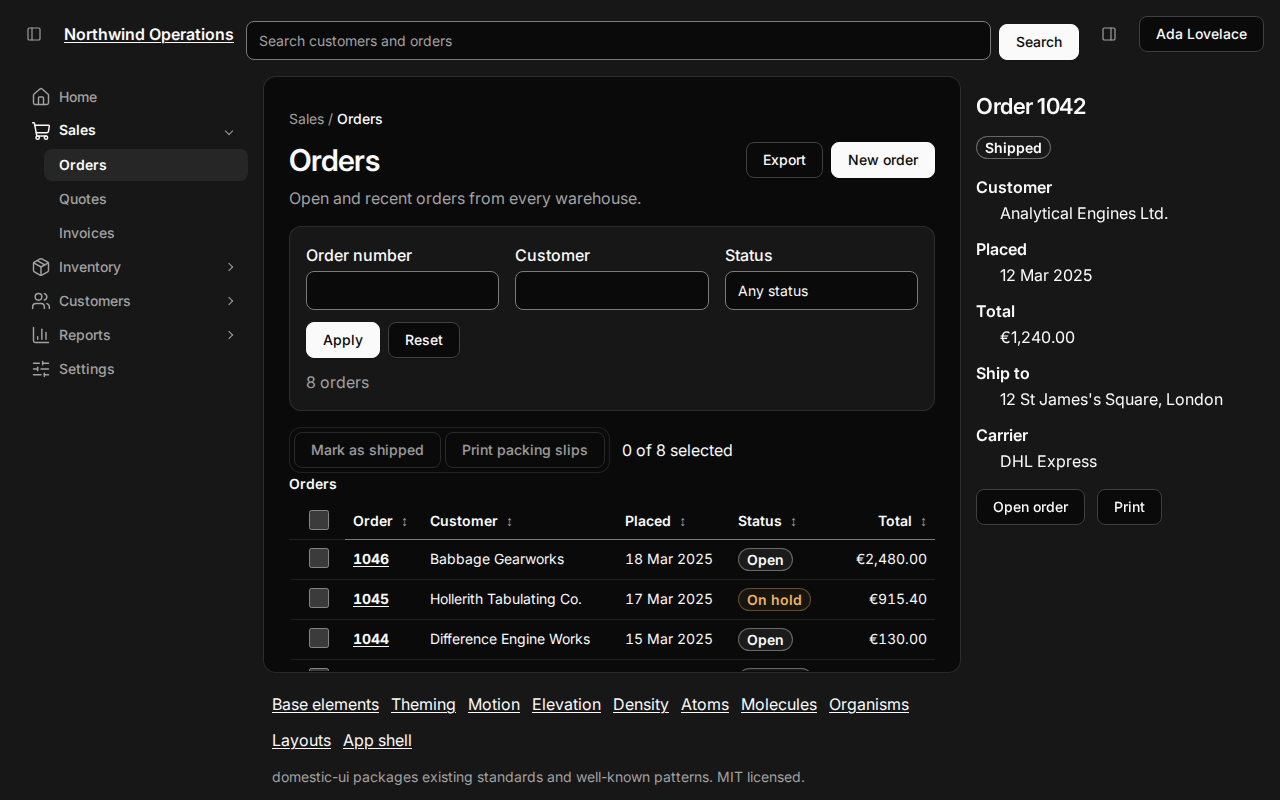 Northwind Operations
Search customers and orders
Search
Ada Lovelace
Home
Sales
Orders
Quotes
Invoices
Inventory
Customers
Reports
Settings
Sales / Orders
Orders
Export
New order
Open and recent orders from every warehouse.
Order number
Customer
Status
Any status
Apply
Reset
8 orders
Mark as shipped
Print packing slips
0 of 8 selected
Orders
Order ↕ Customer ↕ Placed ↕ Status ↕ Total ↕
1046 Babbage Gearworks 18 Mar 2025 Open €2,480.00
1045 Hollerith Tabulating Co. 17 Mar 2025 On hold €915.40
1044 Difference Engine Works 15 Mar 2025 Open €130.00
Order 1042
Shipped
Customer
Analytical Engines Ltd.
Placed
12 Mar 2025
Total
€1,240.00
Ship to
12 St James's Square, London
Carrier
DHL Express
Open order
Print
Base elements Theming Motion Elevation Density Atoms Molecules Organisms
Layouts App shell
domestic-ui packages existing standards and well-known patterns. MIT licensed.